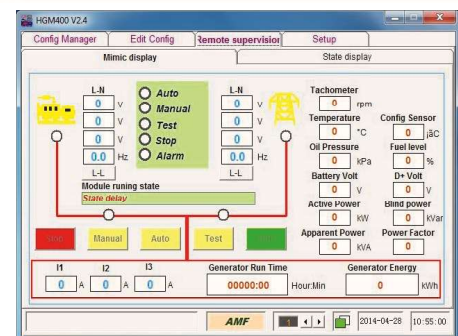 HGM400 V2.4
Config Manager Edit Config Remote supervision Setup
Mimic display State display
L-N Auto L-N Tachometer
0 V Manual 0 V 0 rpm
0 V Test 0 V Temperature Config Sensor
0 V Stop 0 V 0 °C 0 ¡ãC
0.0 Hz Alarm 0.0 Hz Oil Pressure Fuel level
L-L L-L 0 kPa 0 %
Module runing state Battery Volt D+ Volt
State delay 0 V 0 V
Active Power Blind power
0 kW 0 kVar
Manual Auto Test Apparent Power Power Factor
0 kVA 0
I1 I2 I3 Generator Run Time Generator Energy
0 A 0 A 0 A 00000:00 Hour:Min 0 kWh
AMF 1 2014-04-28 10:55:00